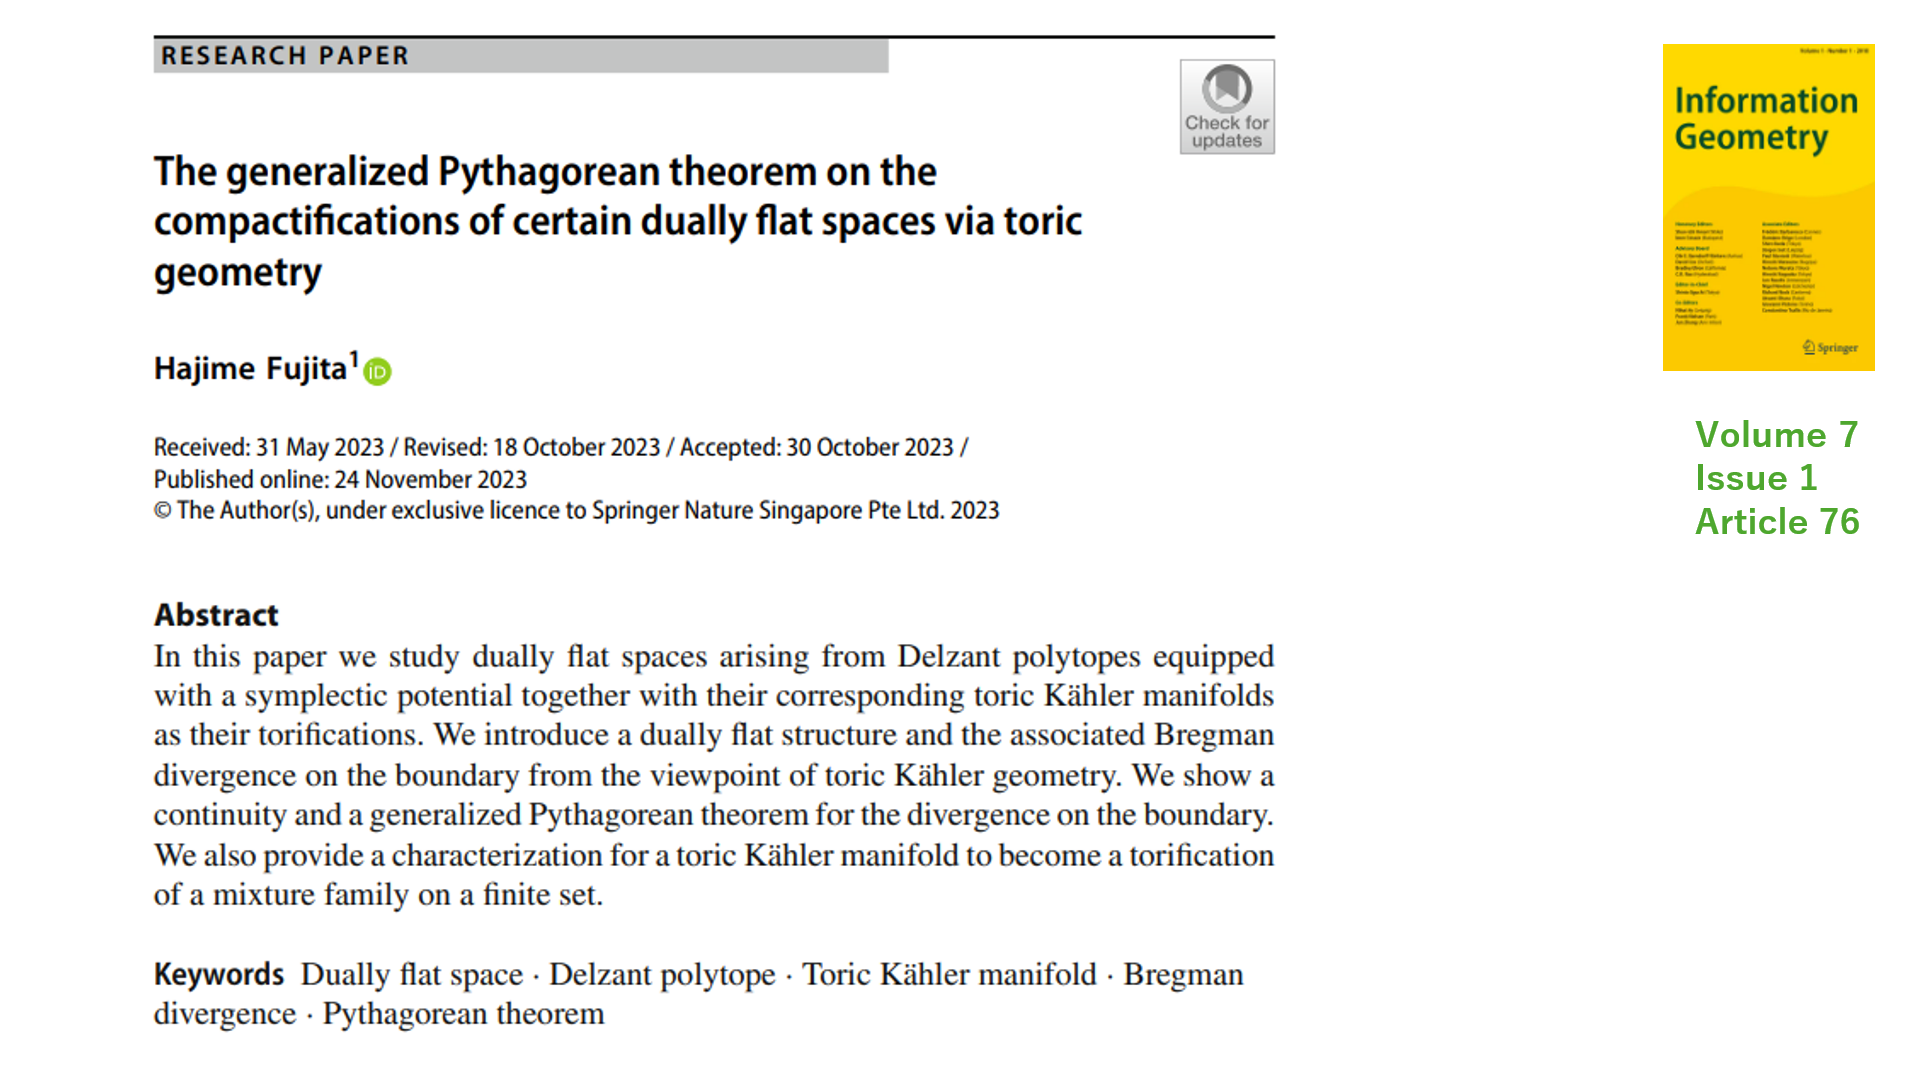 RESEARCH PAPER
Check for
updates
The generalized Pythagorean theorem on the
compactifications of certain dually flat spaces via toric
geometry
Hajime Fujita1 iD
Received: 31 May 2023 / Revised: 18 October 2023 / Accepted: 30 October 2023 /
Published online: 24 November 2023
© The Author(s), under exclusive licence to Springer Nature Singapore Pte Ltd. 2023
Abstract
In this paper we study dually flat spaces arising from Delzant polytopes equipped
with a symplectic potential together with their corresponding toric Kähler manifolds
as their torifications. We introduce a dually flat structure and the associated Bregman
divergence on the boundary from the viewpoint of toric Kähler geometry. We show a
continuity and a generalized Pythagorean theorem for the divergence on the boundary.
We also provide a characterization for a toric Kähler manifold to become a torification
of a mixture family on a finite set.
Keywords Dually flat space · Delzant polytope · Toric Kähler manifold · Bregman
divergence · Pythagorean theorem
Volume 1 · Number 1 · 2018
Information
Geometry
Springer
Volume 7
Issue 1
Article 76